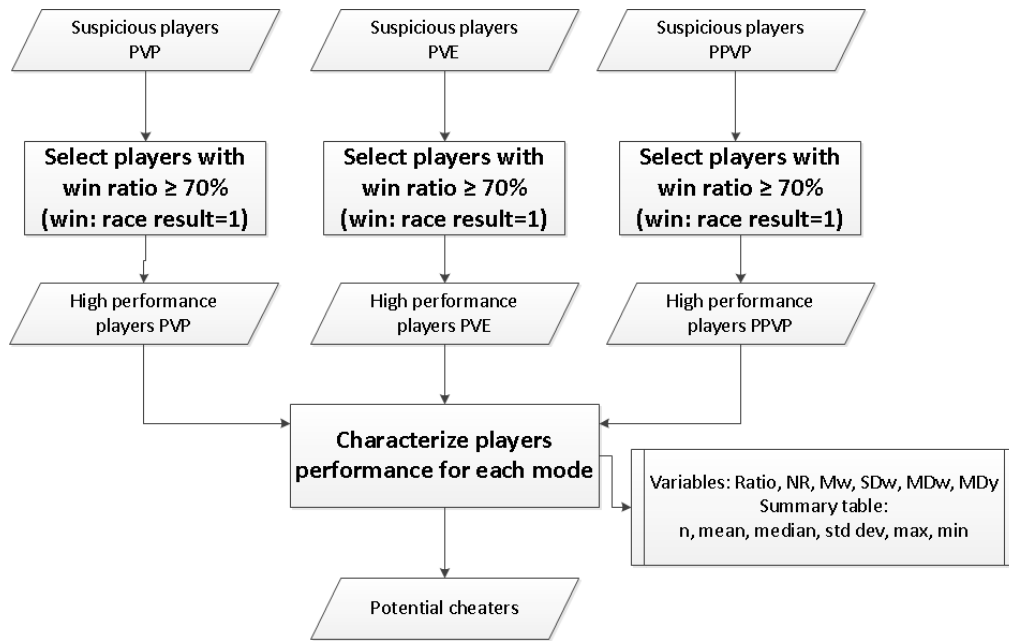 Suspicious players
PVP
Suspicious players
PVE
Suspicious players
PPVP
Select players with
win ratio ≥ 70%
(win: race result=1)
Select players with
win ratio ≥ 70%
(win: race result=1)
Select players with
win ratio ≥ 70%
(win: race result=1)
High performance
players PVP
High performance
players PVE
High performance
players PPVP
Characterize players
performance for each mode
Variables: Ratio, NR, Mw, SDw, MDw, MDy
Summary table:
n, mean, median, std dev, max, min
Potential cheaters